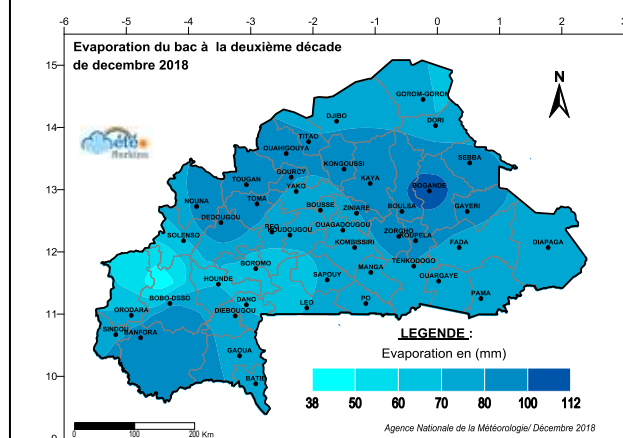 -6 -5 -4 -3 -2 -1 0 1 2 3
Evaporation du bac à la deuxième décade
de decembre 2018
15
N
GOROM-GOROM
DJIBO
DORI
14
TITAO
OUAHIGOUYA
KONGOUSSI
SEBBA
GOURCY
TOUGAN
KAYA
BOGANDE
13
YAKO
TOMA
NOUNA
BOUSSE
ZINIARE
BOULSA
GAYERI
DEDOUGOU
REO
KOUDOUGOU
OUAGADOUGOU
ZORGHO
KOUPELA
SOLENSO
12
KOMBISSIRI
FADA
DIAPAGA
BOROMO
TENKODOGO
MANGA
HOUNDE
SAPOUY
OUARGAYE
BOBO-DSSO
DANO
LEO
PO
PAMA
11
ORODARA
DIEBOUGOU
SINDOU
BANFORA
LEGENDE :
Evaporation en (mm)
GAOUA
10
BATIE
38 50 60 70 80 100 112
0 100 200 Km
Agence Nationale de la Météorologie/ Décembre 2018
9